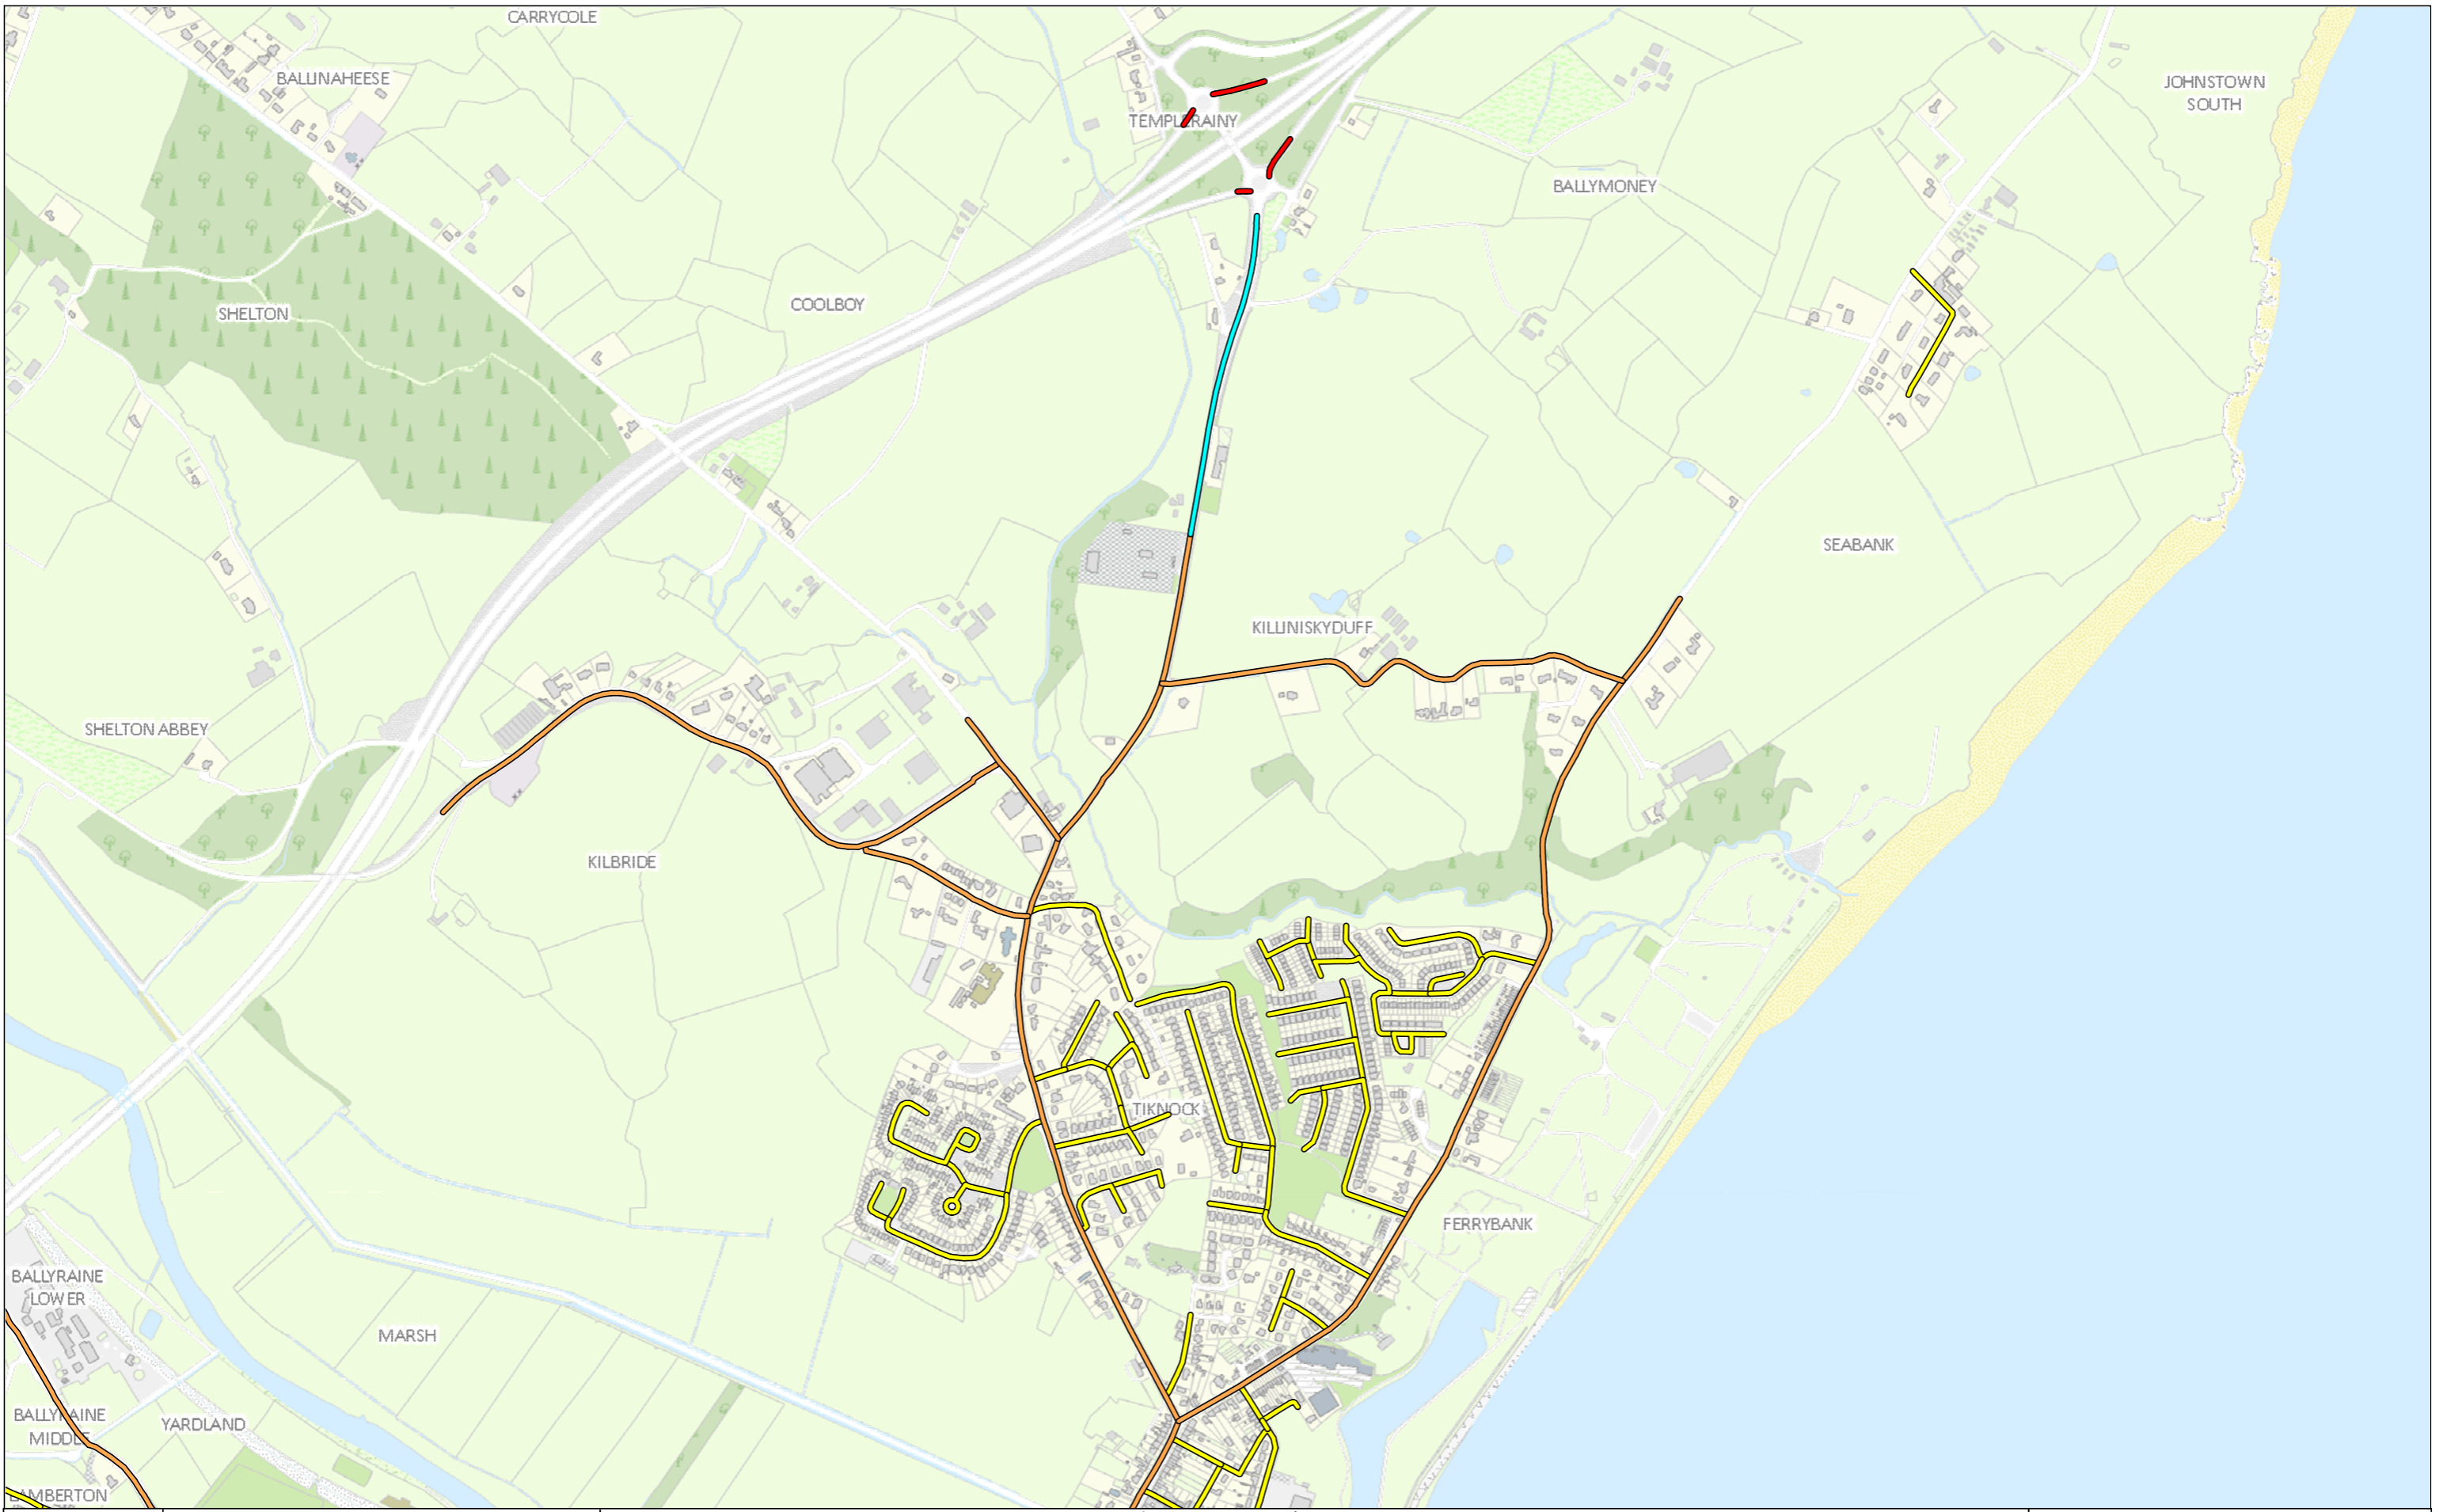 CARRYCOLE
BALLINAHEESE
JOHNSTOWN
SOUTH
TEMPLERAINY
BALLYMONEY
COOLBOY
SHELTON
SEABANK
KILLINISKYDUFF
SHELTON ABBEY
KILBRIDE
TIKNOCK
FERRYBANK
BALLYRAINE
LOWER
MARSH
BALLYRAINE
MIDDLE
YARDLAND
LAMBERTON